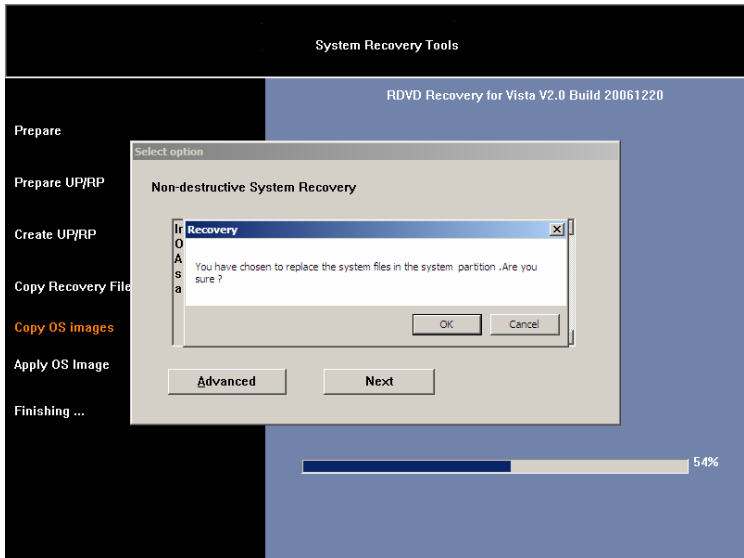 System Recovery Tools
RDVD Recovery for Vista V2.0 Build 20061220
Prepare
Prepare UP/RP
Create UP/RP
Copy Recovery File
Copy OS images
Apply OS Image
Finishing ...
Select option
Non-destructive System Recovery
Recovery
You have chosen to replace the system files in the system partition .Are you
sure ?
OK
Cancel
Advanced
Next
54%